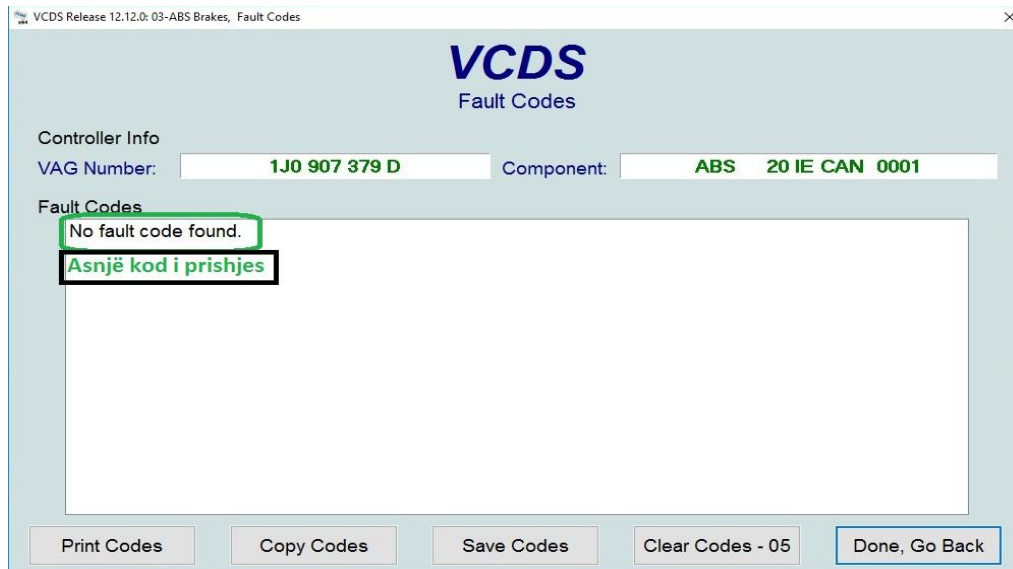 VCDS Release 12.12.0: 03-ABS Brakes, Fault Codes
VCDS
Fault Codes
Controller Info
VAG Number: 1J0 907 379 D Component: ABS 20 IE CAN 0001
Fault Codes
No fault code found.
Asnjë kod i prishjes
Print Codes Copy Codes Save Codes Clear Codes - 05 Done, Go Back